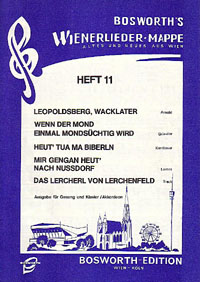 BOSWORTH'S
WIENERLIEDER-MAPPE
ALTES UND NEUES AUS WIEN
HEFT 11
LEOPOLDSBERG, WACKLATER Arnold
WENN DER MOND
EINMAL MONDSÜCHTIG WIRD
HEUT' TUA MA BIBERLN
MIR GENGAN HEUT'
NACH NUSSDORF
DAS LERCHERL VON LERCHENFELD
Ausgabe für Gesang und Klavier /Akkordeon
BOSWORTH-EDITION
WIEN - KÖLN